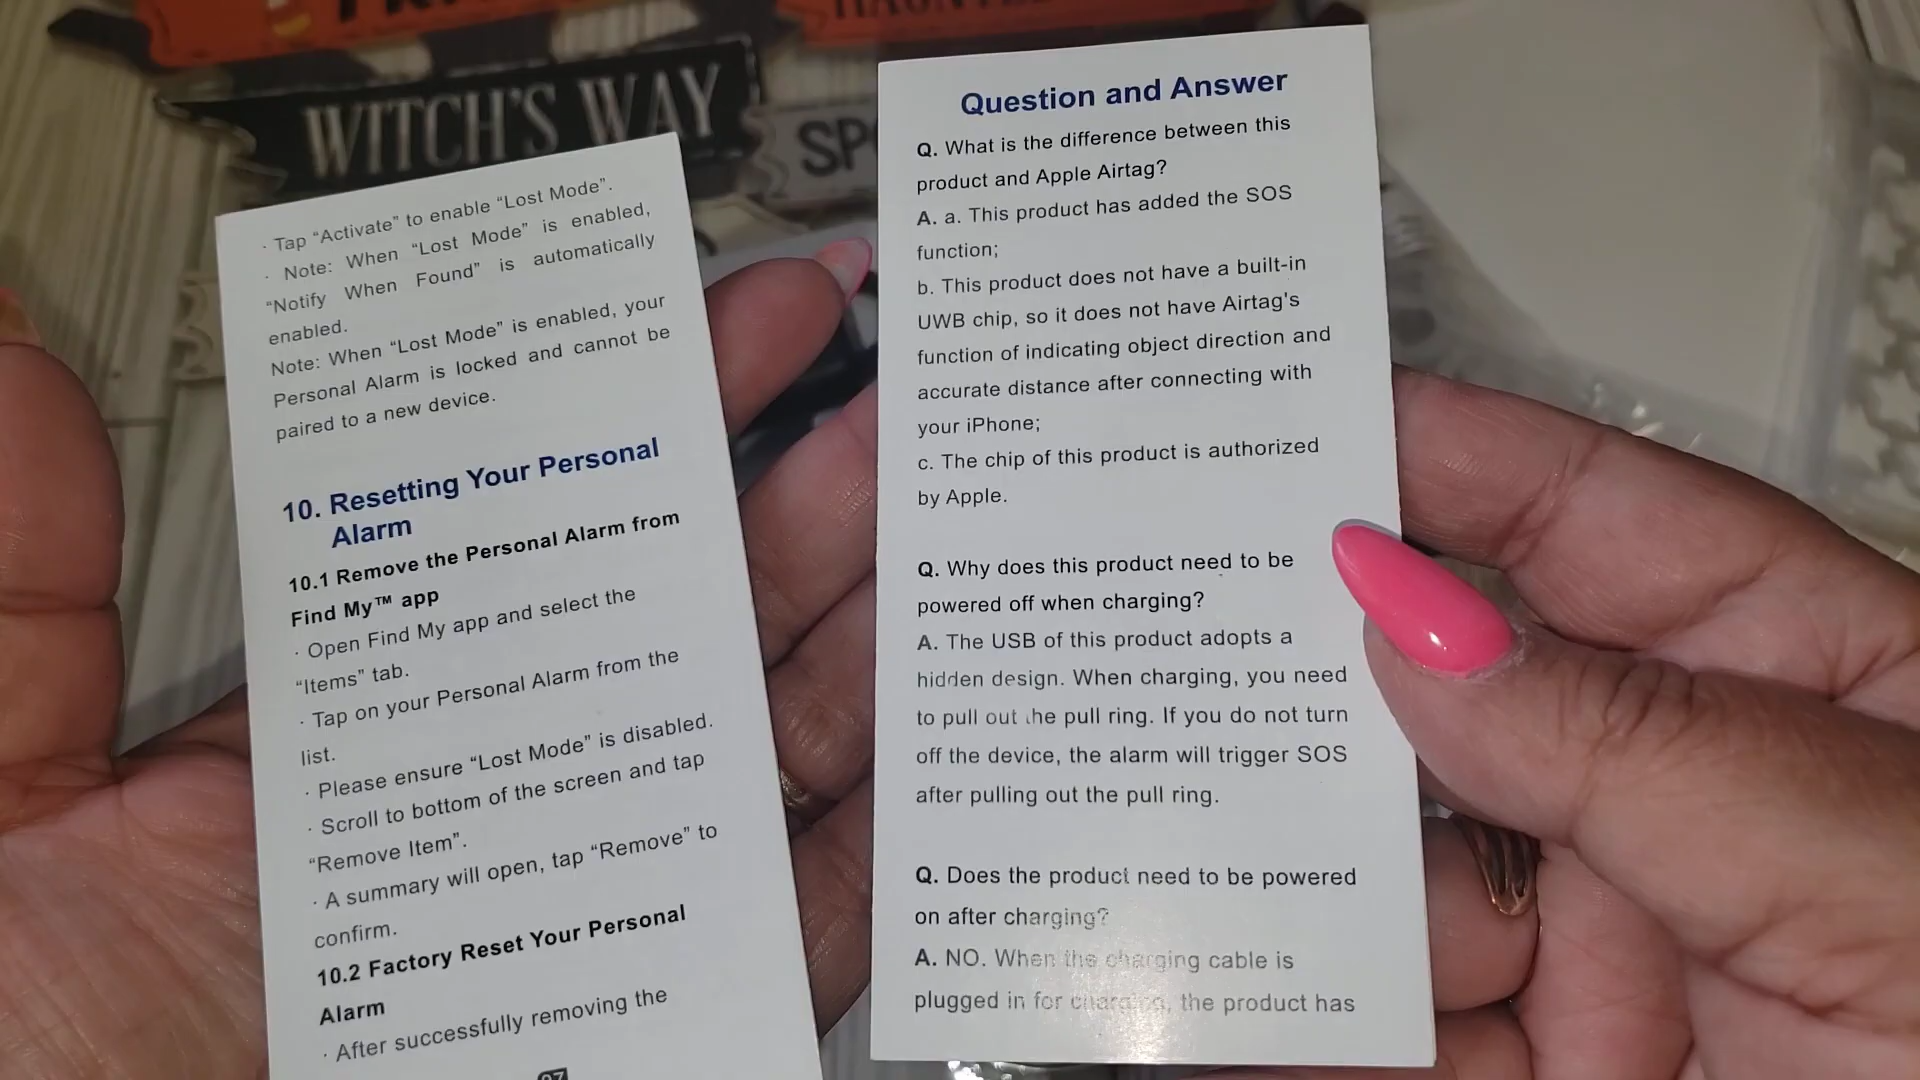 HAUNTED
WITCH'S WAY
SP
· Tap “Activate” to enable “Lost Mode”.
· Note: When “Lost Mode” is enabled,
“Notify When Found” is automatically
enabled.
Note: When “Lost Mode” is enabled, your
Personal Alarm is locked and cannot be
paired to a new device.
10. Resetting Your Personal
Alarm
10.1 Remove the Personal Alarm from
Find My™ app
· Open Find My app and select the
“Items” tab.
· Tap on your Personal Alarm from the
list.
· Please ensure “Lost Mode” is disabled.
· Scroll to bottom of the screen and tap
“Remove Item”.
· A summary will open, tap “Remove” to
confirm.
10.2 Factory Reset Your Personal
Alarm
· After successfully removing the
07
Question and Answer
Q. What is the difference between this
product and Apple Airtag?
A. a. This product has added the SOS
function;
b. This product does not have a built-in
UWB chip, so it does not have Airtag's
function of indicating object direction and
accurate distance after connecting with
your iPhone;
c. The chip of this product is authorized
by Apple.
Q. Why does this product need to be
powered off when charging?
A. The USB of this product adopts a
hidden design. When charging, you need
to pull out the pull ring. If you do not turn
off the device, the alarm will trigger SOS
after pulling out the pull ring.
Q. Does the product need to be powered
on after charging?
A. NO. When the charging cable is
plugged in for charging, the product has